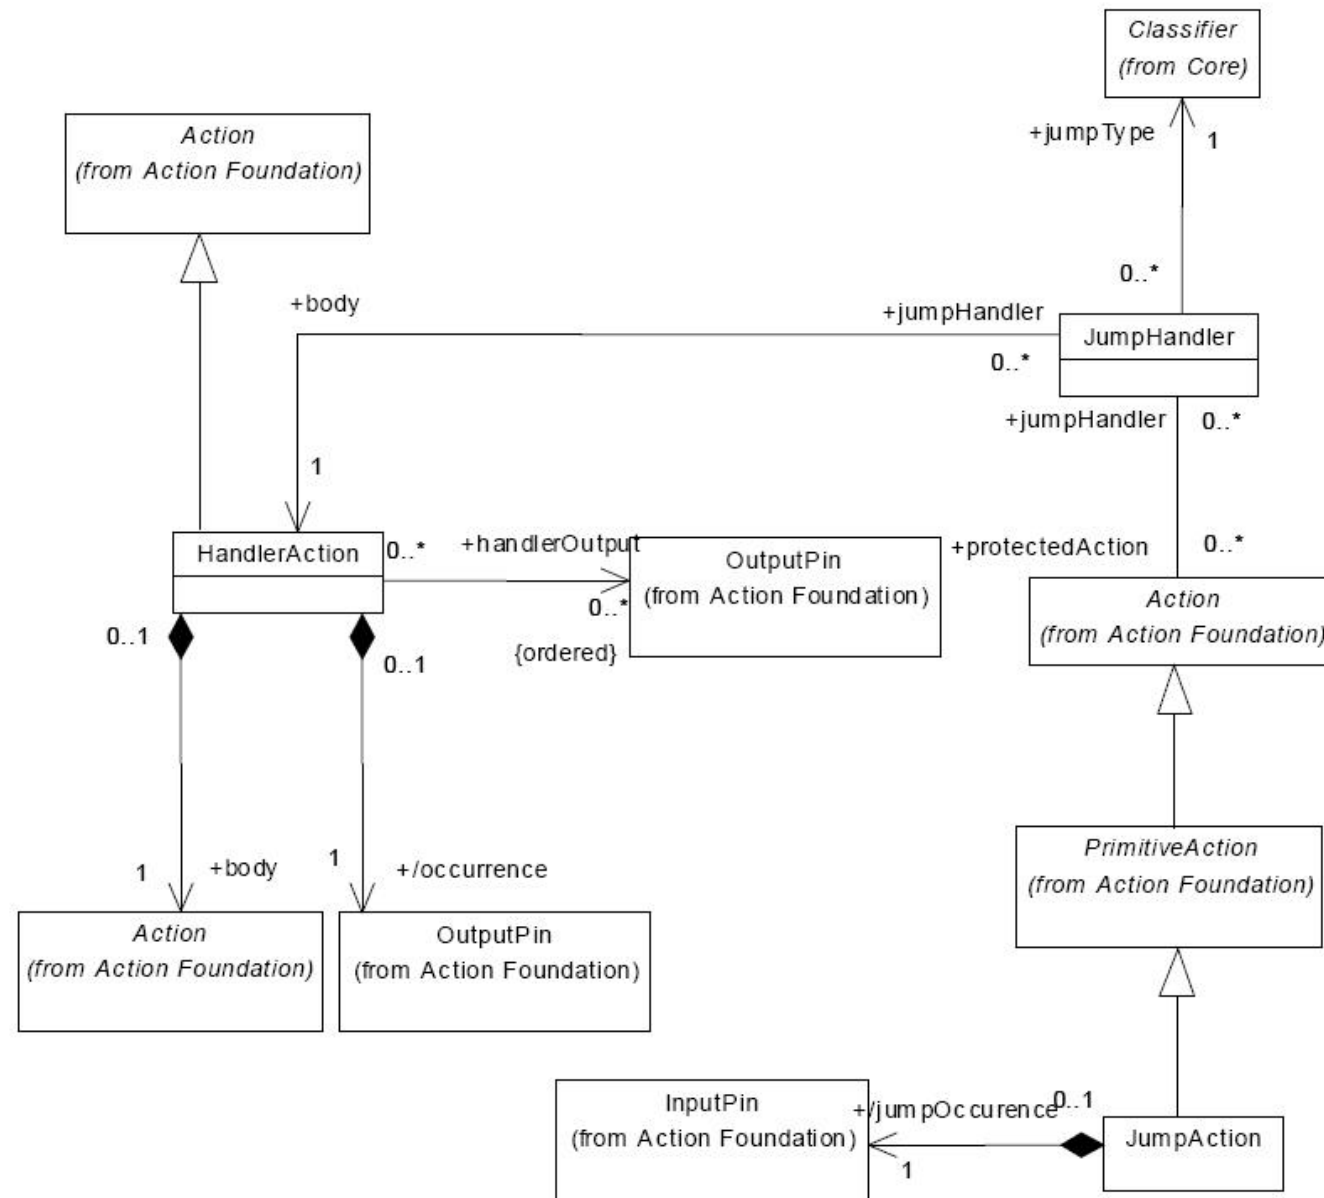 Classifier
(from Core)
+jumpType
1
Action
(from Action Foundation)
0..*
+body
+jumpHandler
JumpHandler
0..*
+jumpHandler
0..*
1
HandlerAction
0..*
+handlerOutput
OutputPin
(from Action Foundation)
0..*
{ordered}
+protectedAction
0..*
Action
(from Action Foundation)
0..1
0..1
PrimitiveAction
(from Action Foundation)
1
+body
1
+/occurrence
Action
(from Action Foundation)
OutputPin
(from Action Foundation)
InputPin
(from Action Foundation)
+/jumpOccurence
0..1
1
JumpAction